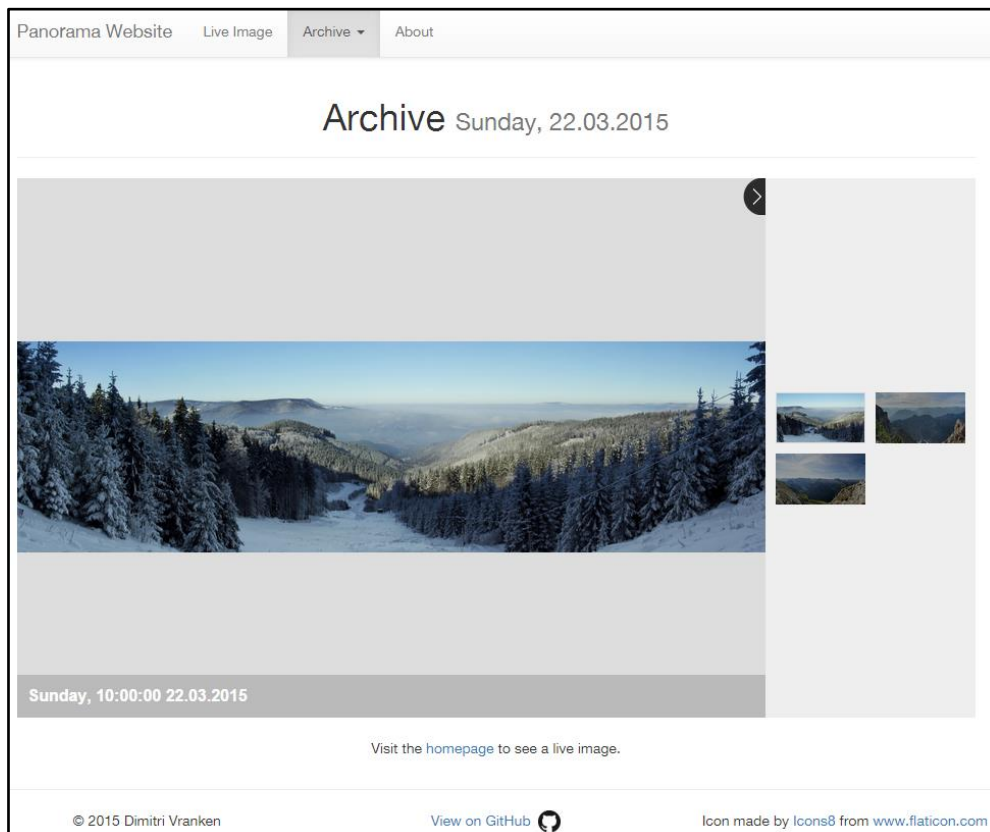 Panorama Website Live Image Archive About
Archive Sunday, 22.03.2015
Sunday, 10:00:00 22.03.2015
Visit the homepage to see a live image.
© 2015 Dimitri Vranken View on GitHub Icon made by Icons8 from www.flaticon.com